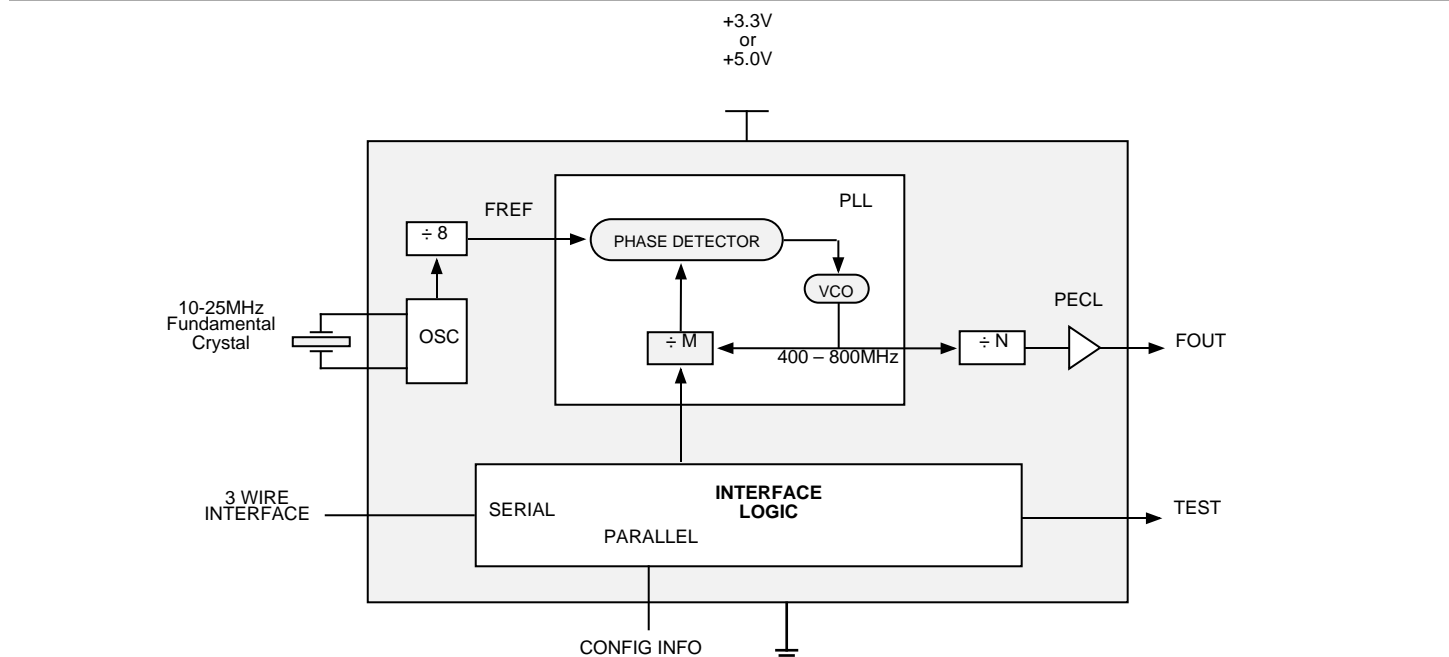 +3.3V
or
+5.0V
PLL
FREF
÷ 8
PHASE DETECTOR
VCO
PECL
10-25MHz
Fundamental
Crystal
OSC
÷ M
400 – 800MHz
÷ N
FOUT
3 WIRE
INTERFACE
SERIAL
INTERFACE
LOGIC
PARALLEL
TEST
CONFIG INFO